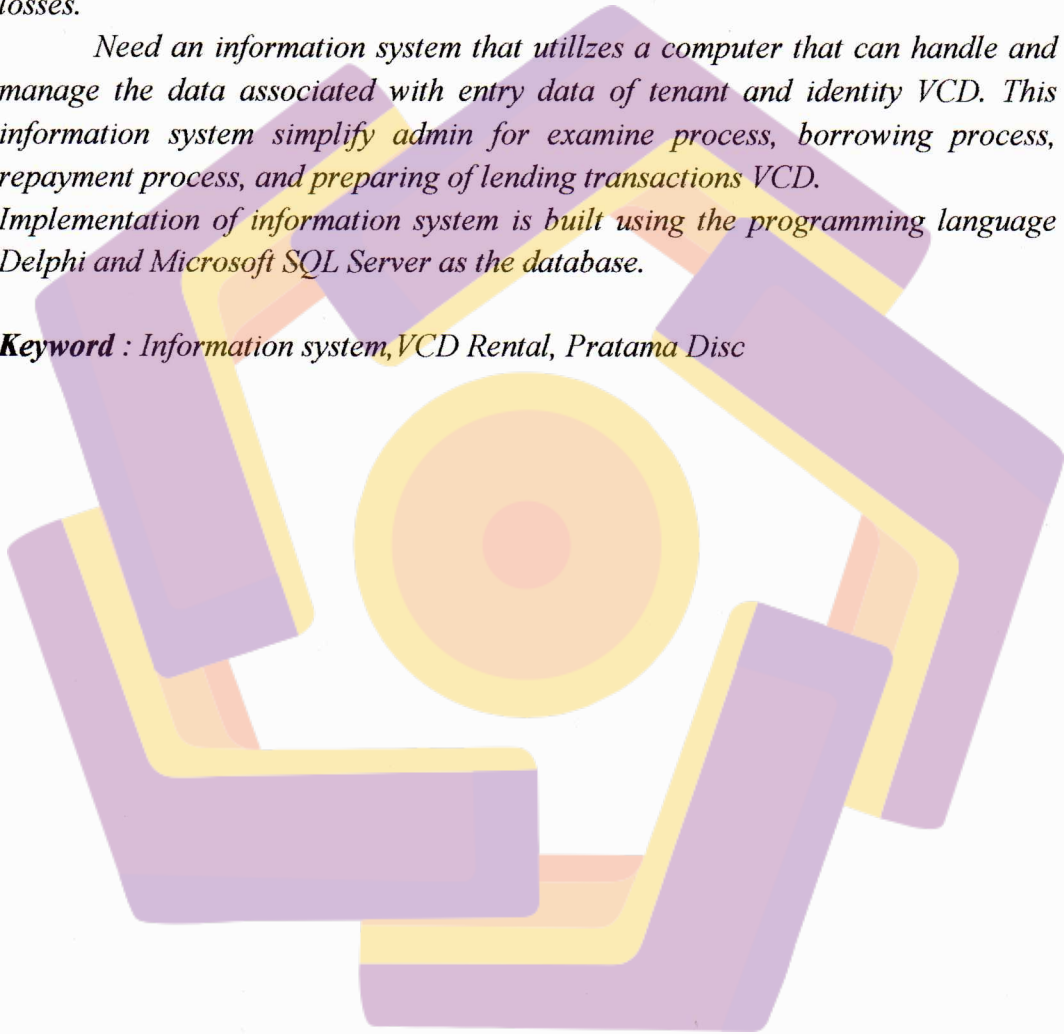 losses.
Need an information system that utillzes a computer that can handle and
manage the data associated with entry data of tenant and identity VCD. This
information system simplify admin for examine process, borrowing process,
repayment process, and preparing of lending transactions VCD.
Implementation of information system is built using the programming language
Delphi and Microsoft SQL Server as the database.
Keyword : Information system,VCD Rental, Pratama Disc